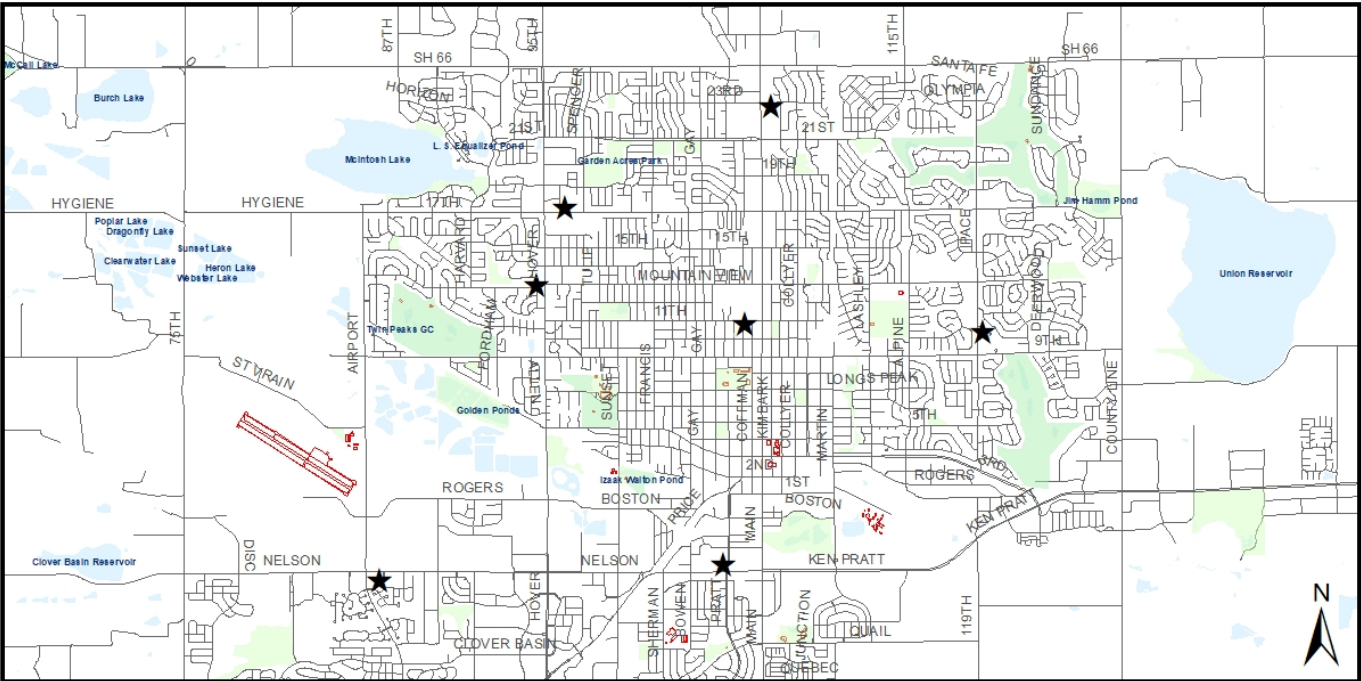 87TH
95TH
115TH
SH 66
SH 66
SANTA FE
McCall Lake
Burch Lake
HORIZON
SPENCER
23RD
OLYMPIA
SUNDANCE
21ST
21ST
GAY
L. S. Equalizer Pond
McIntosh Lake
Garden Acres Park
19TH
HYGIENE
HYGIENE
17TH
Jim Hamm Pond
Poplar Lake
Dragonfly Lake
Sunset Lake
Clearwater Lake
Heron Lake
Webster Lake
HARVARD
HOVER
TULIP
15TH
15TH
PACE
COLLYER
MOUNTAIN VIEW
LASHLEY
DEERWOOD
Union Reservoir
75TH
AIRPORT
Twin Peaks GC
FORDHAM
11TH
GAY
ALPINE
9TH
ST VRAIN
ALLEN
SUNSET
FRANCIS
LONGS PEAK
COUNTY LINE
Golden Ponds
GAY
COFFMAN
KIMBARK
COLLYER
MARTIN
5TH
2ND
3RD
ROGERS
ROGERS
Izaak Walton Pond
1ST
BOSTON
BOSTON
PRICE
MAIN
KEN PRATT
Clover Basin Reservoir
DISC
NELSON
NELSON
KEN PRATT
HOVER
SHERMAN
BOWEN
PRATT
MAIN
JUNCTION
119TH
QUAIL
CLOVER BASIN
QUEBEC
N